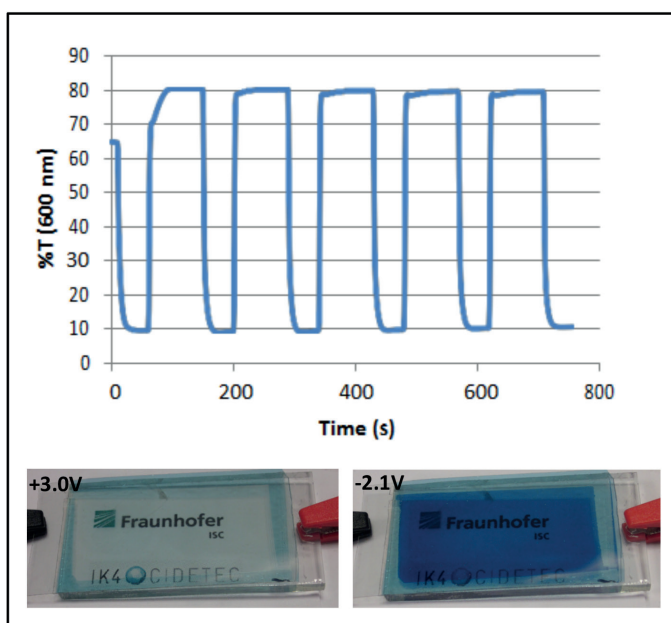 90
80
70
60
50
40
30
20
10
0
%T (600 nm)
0 200 400 600 800
Time (s)
+3.0V
Fraunhofer
ISC
IK4 CIDETEC
-2.1V
Fraunhofer
ISC
IK4 CIDETEC